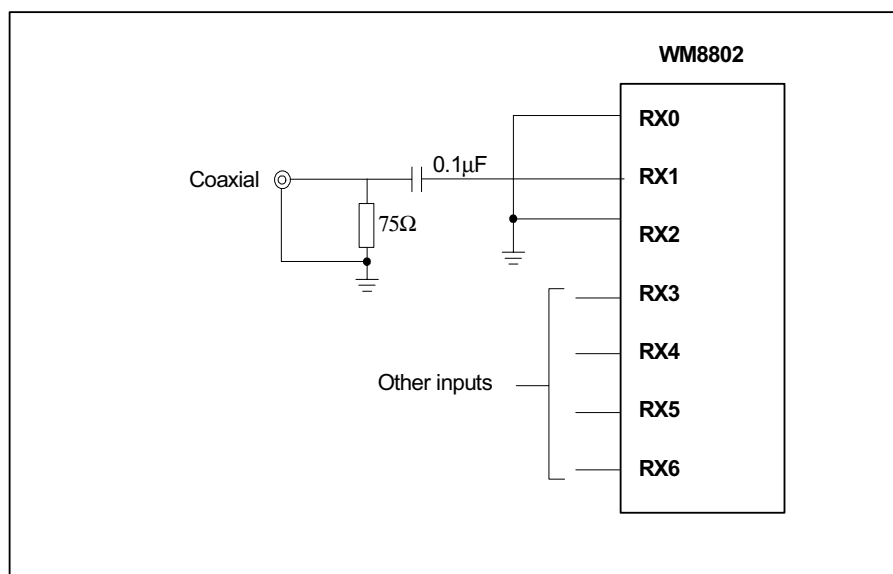 WM8802
RX0
0.1µF
RX1
Coaxial
75Ω
RX2
RX3
RX4
Other inputs
RX5
RX6